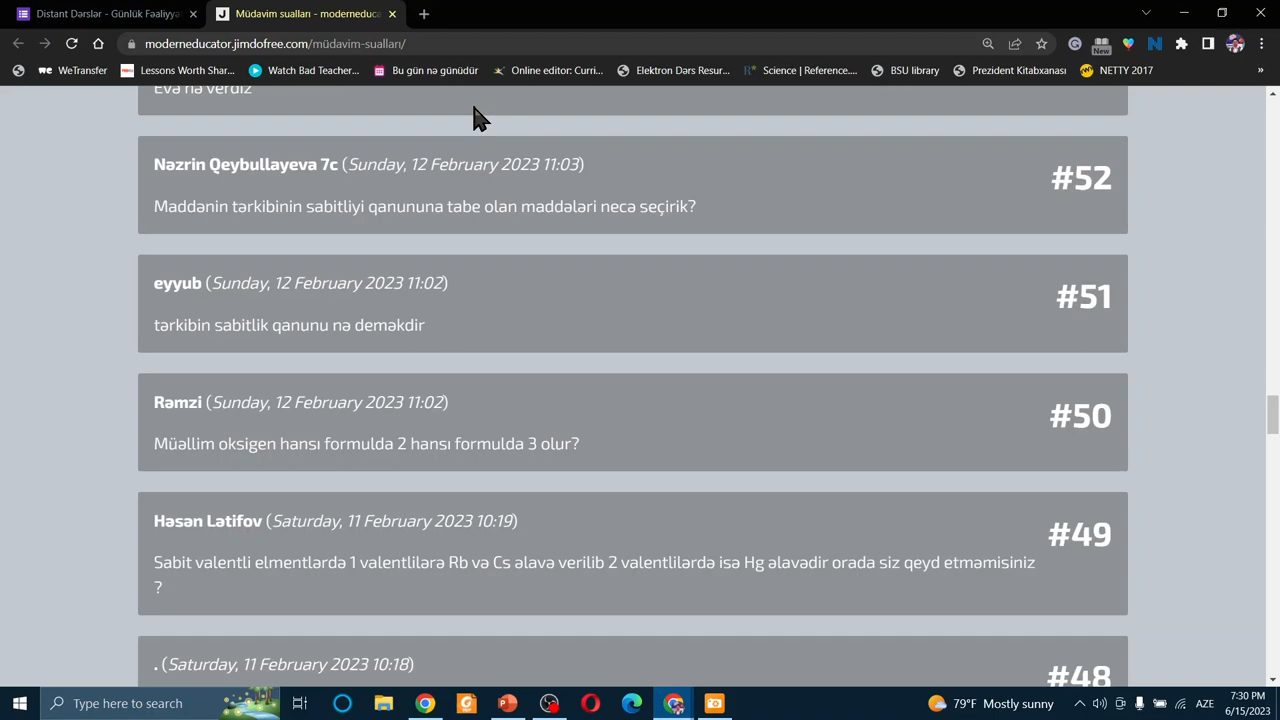 Distant Dərslər - Günlük Fəaliyyə
Müdavim sualları - moderneduca
moderneducator.jimdofree.com/müdavim-sualları/
New
WeTransfer
Lessons Worth Shar...
Watch Bad Teacher...
Bu gün nə günüdür
Online editor: Curri...
Elektron Dərs Resur...
Science | Reference....
BSU library
Prezident Kitabxanası
NETTY 2017
Evə nə verdiz
Nəzrin Qeybullayeva 7c (Sunday, 12 February 2023 11:03)
#52
Maddənin tərkibinin sabitliyi qanununa tabe olan maddələri necə seçirik?
eyyub (Sunday, 12 February 2023 11:02)
#51
tərkibin sabitlik qanunu nə deməkdir
Rəmzi (Sunday, 12 February 2023 11:02)
#50
Müəllim oksigen hansı formulda 2 hansı formulda 3 olur?
Həsən Lətifov (Saturday, 11 February 2023 10:19)
#49
Sabit valentli elmentlərdə 1 valentlilərə Rb və Cs əlavə verilib 2 valentlilərdə isə Hg əlavədir orada siz qeyd etməmisiniz
?
. (Saturday, 11 February 2023 10:18)
#48
Type here to search
79°F Mostly sunny
AZE
7:30 PM
6/15/2023